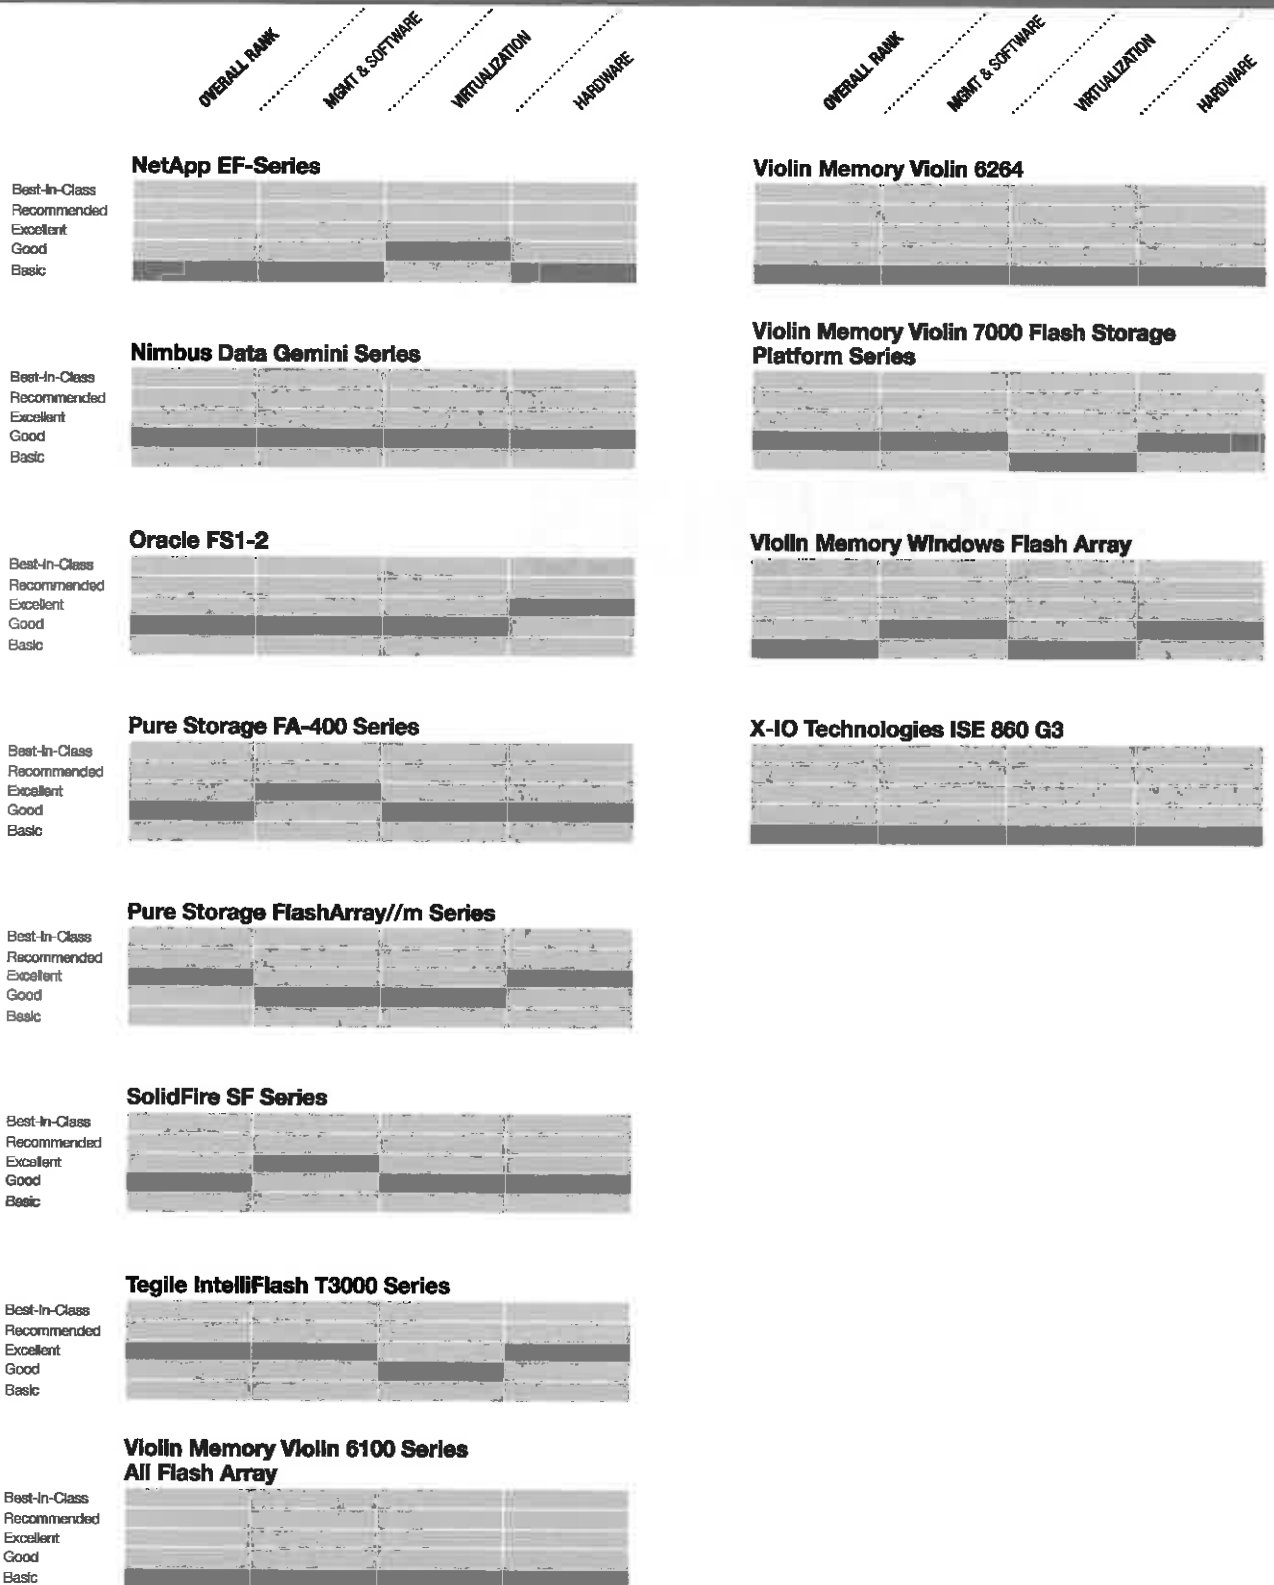 OVERALL RANK
MGMT & SOFTWARE
VIRTUALIZATION
HARDWARE
NetApp EF-Series
Best-In-Class
Recommended
Excellent
Good
Basic
Nimbus Data Gemini Series
Best-In-Class
Recommended
Excellent
Good
Basic
Oracle FS1-2
Best-In-Class
Recommended
Excellent
Good
Basic
Pure Storage FA-400 Series
Best-In-Class
Recommended
Excellent
Good
Basic
Pure Storage FlashArray//m Series
Best-In-Class
Recommended
Excellent
Good
Basic
SolidFire SF Series
Best-In-Class
Recommended
Excellent
Good
Basic
Tegile IntelliFlash T3000 Series
Best-In-Class
Recommended
Excellent
Good
Basic
Violin Memory Violin 6100 Series
All Flash Array
Best-In-Class
Recommended
Excellent
Good
Basic
OVERALL RANK
MGMT & SOFTWARE
VIRTUALIZATION
HARDWARE
Violin Memory Violin 6264
Violin Memory Violin 7000 Flash Storage
Platform Series
Violin Memory Windows Flash Array
X-IO Technologies ISE 860 G3